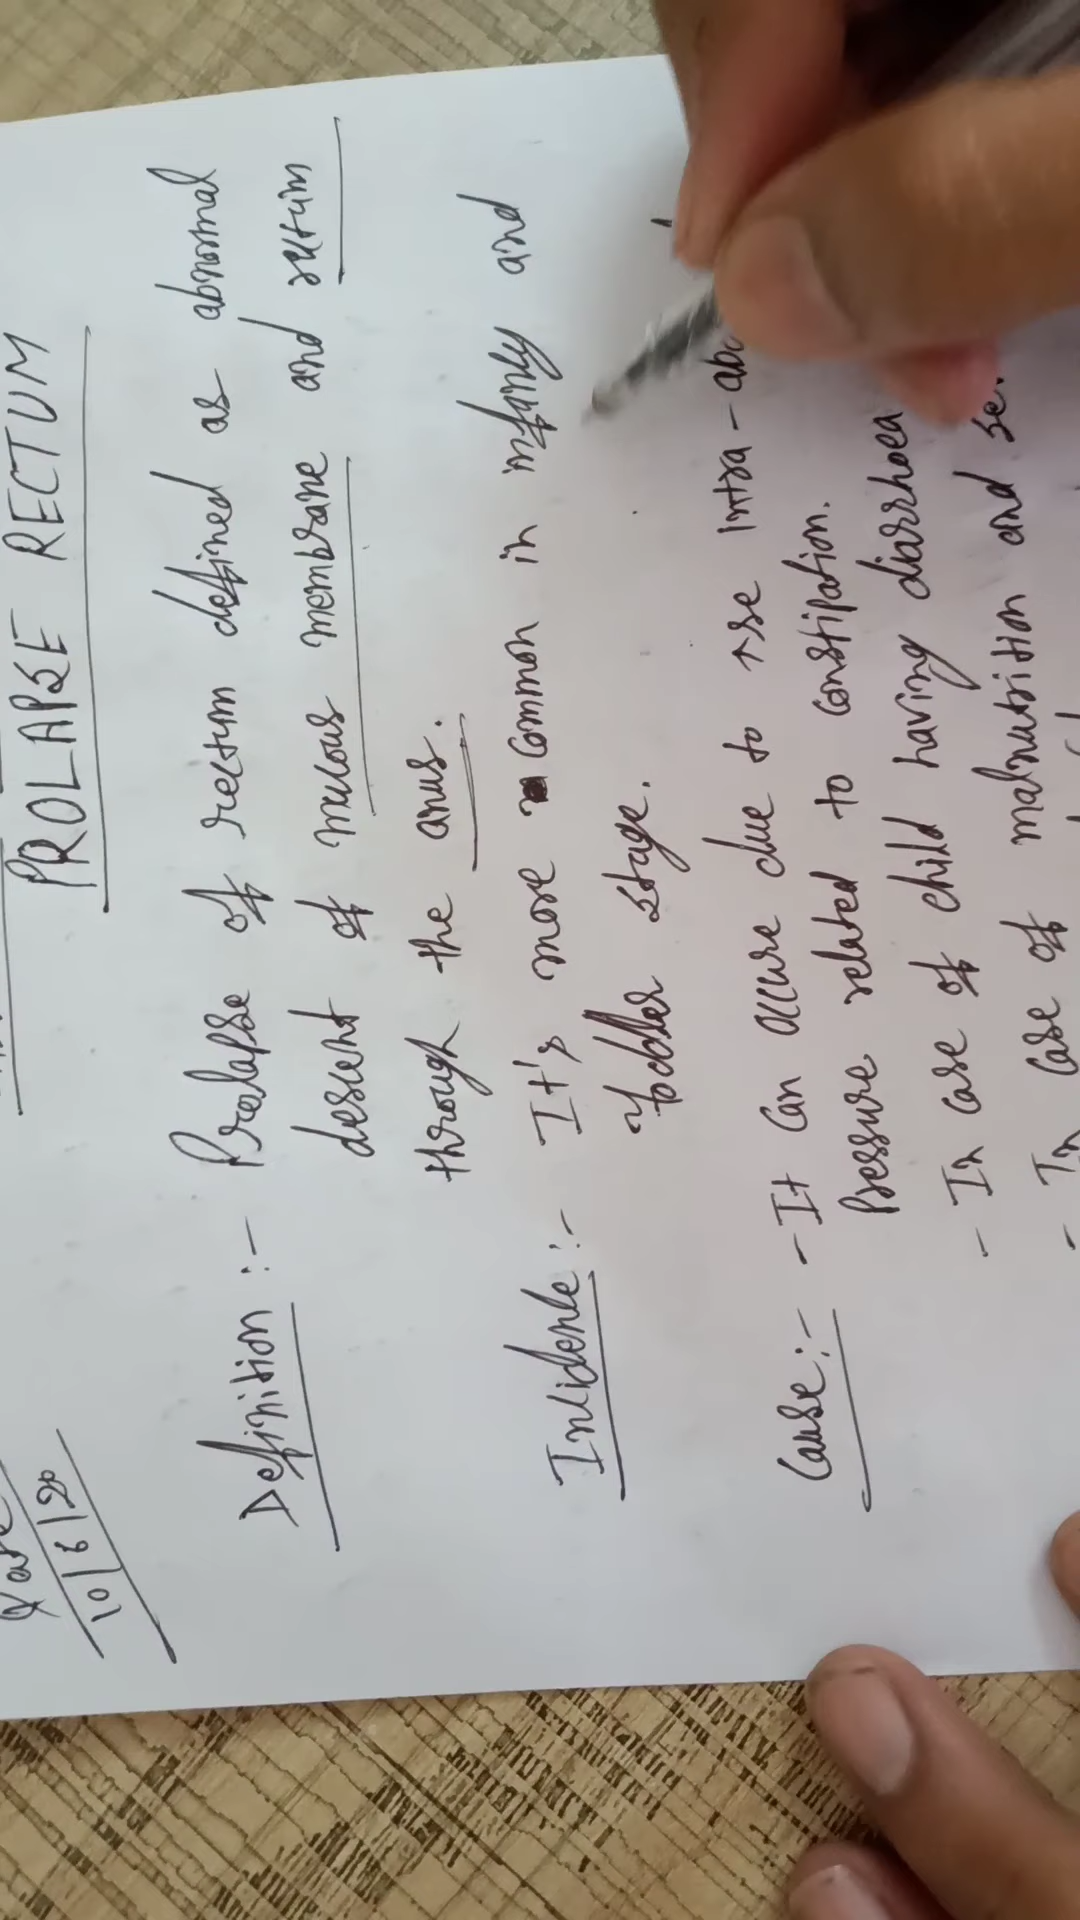 Date
10/6/20
PROLAPSE RECTUM
Definition :- Prolapse of rectum defined as abnormal
descent of mucous membrane and rectum
through the anus.
Incidence :- It's more common in infancy and
toddler stage.
Cause :- - It can occure due to ↑se intra-ab
Pressure related to constipation.
- In case of child having diarrhoea
- In case of malnutrition and se